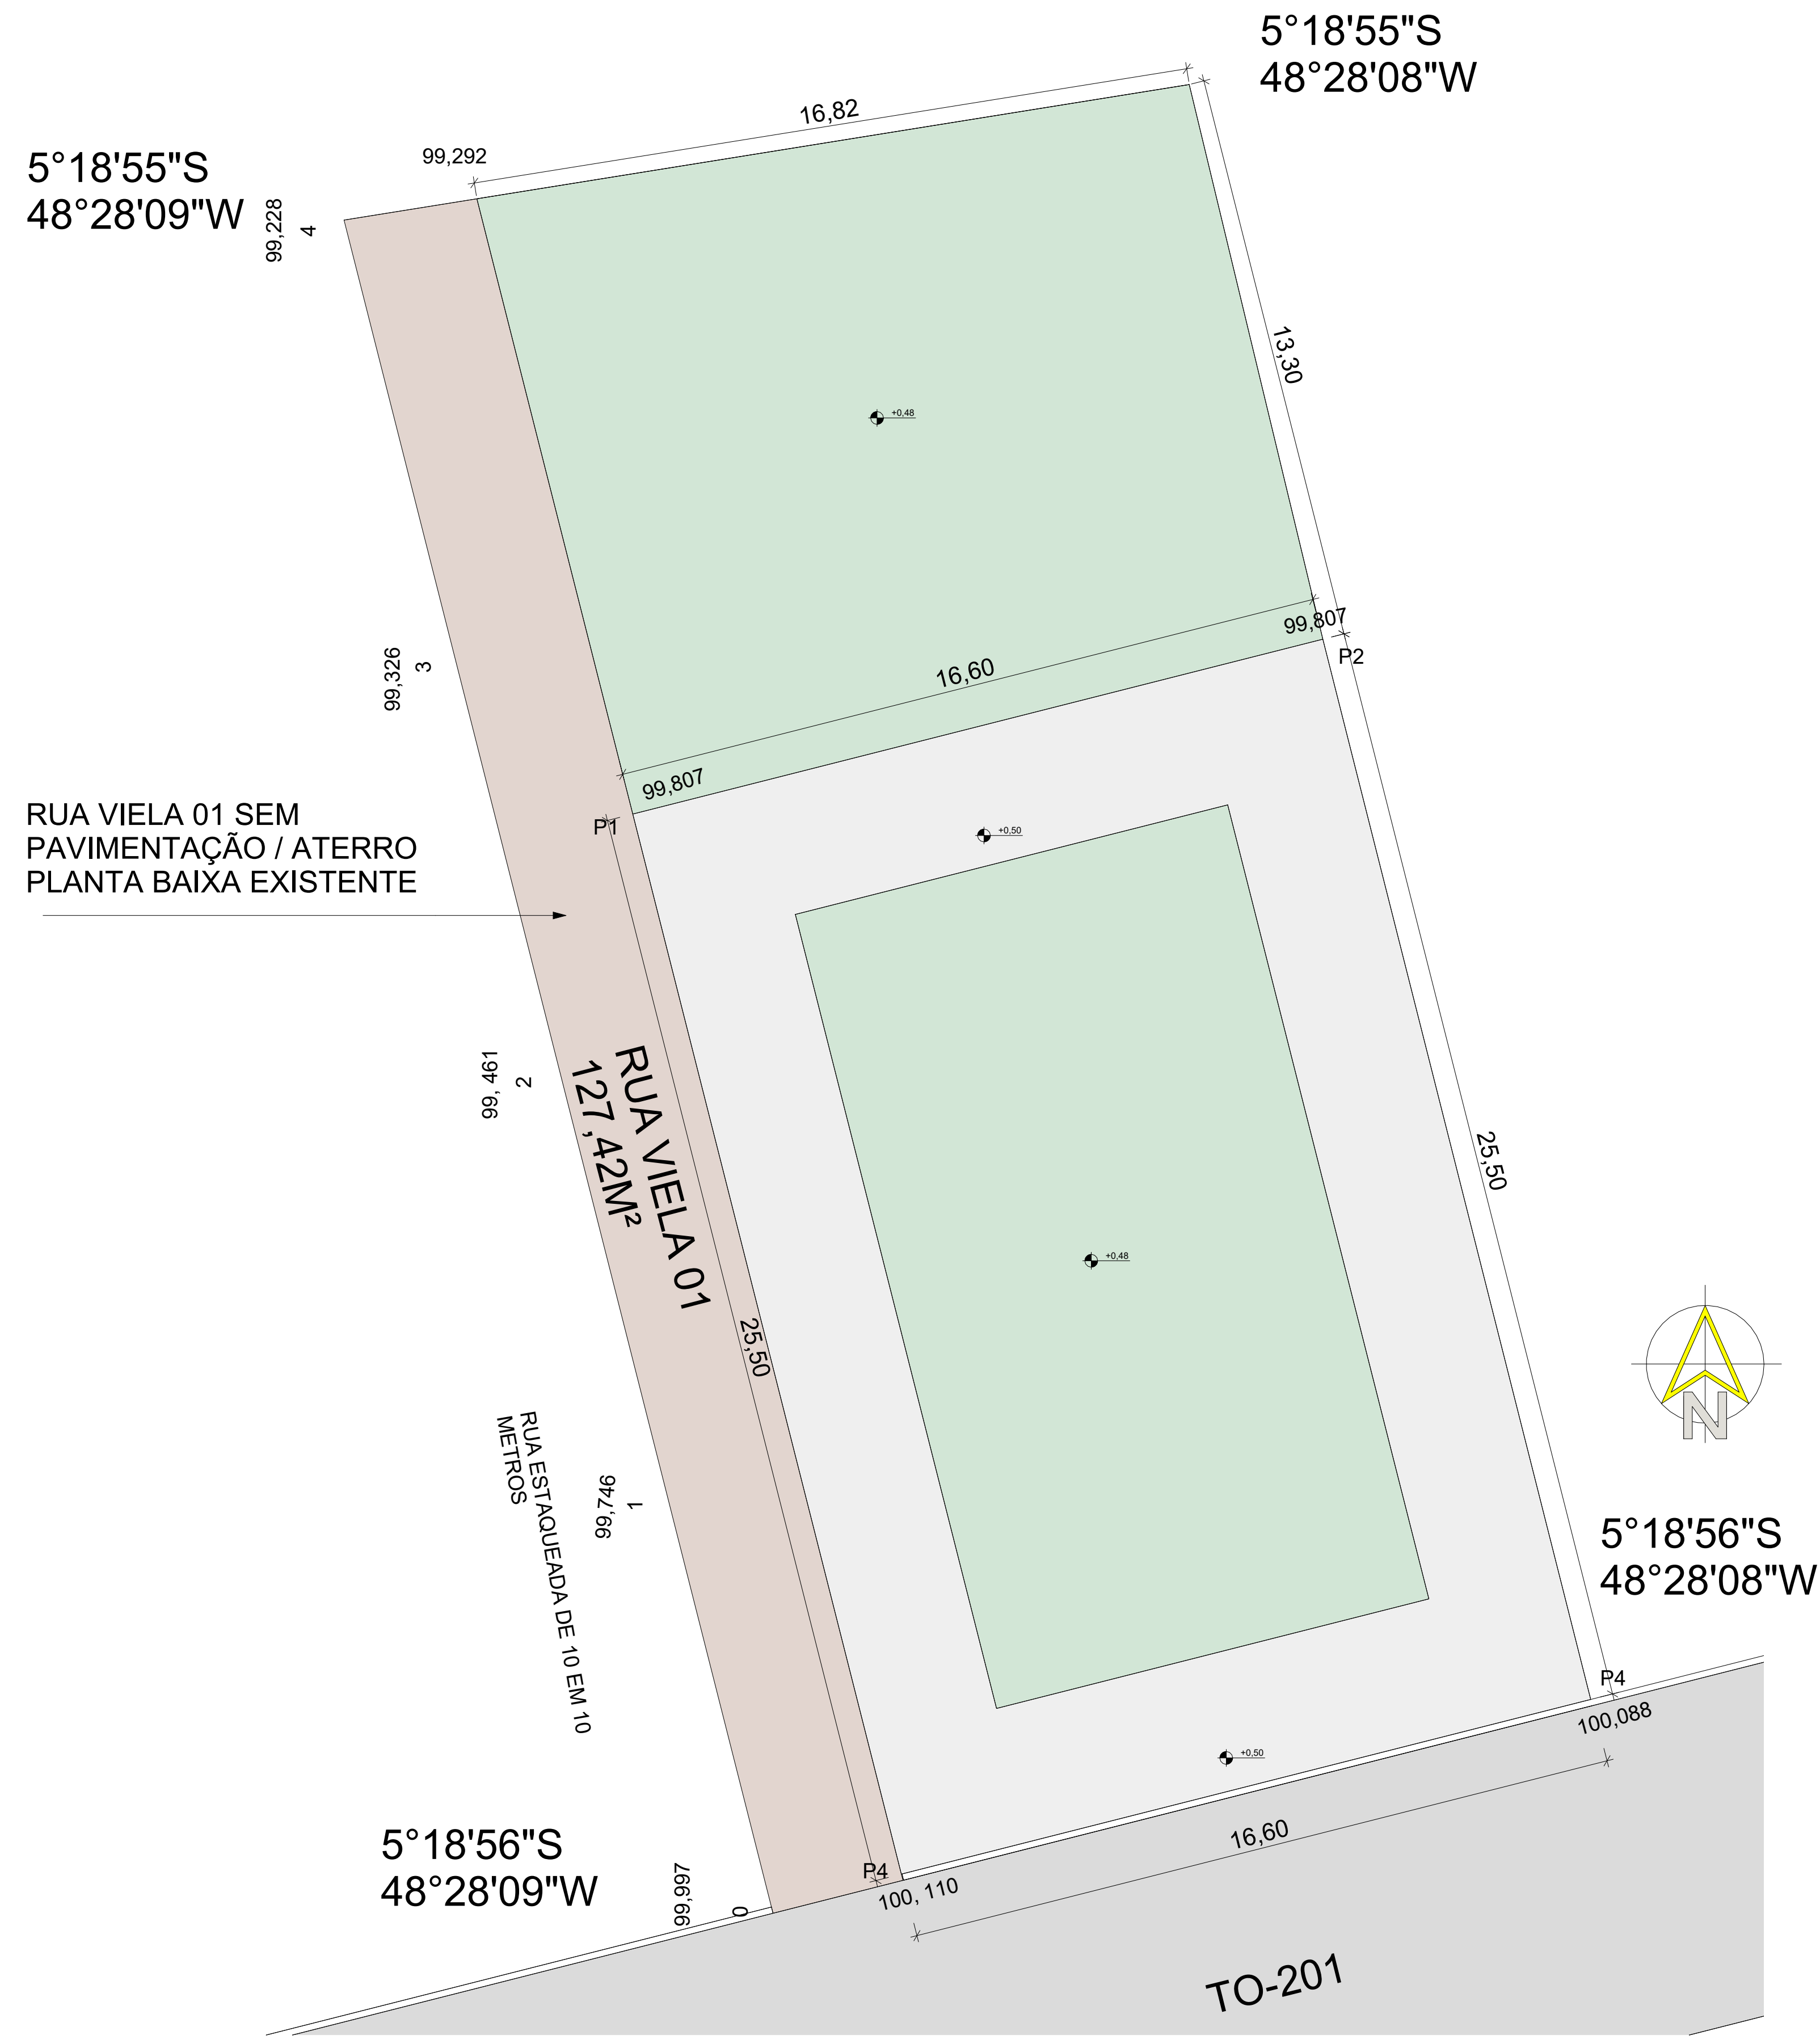 5°18'55"S
48°28'08"W
16,82
99,292
5°18'55"S
48°28'09"W
99,228
4
13,30
+0,48
99,807
P2
16,60
99,326
3
99,807
P1
RUA VIELA 01 SEM
PAVIMENTAÇÃO / ATERRO
PLANTA BAIXA EXISTENTE
+0,50
99, 461
2
RUA VIELA 01
127,42M²
25,50
+0,48
25,50
N
RUA ESTAQUEADA DE 10 EM 10
METROS
99,746
1
5°18'56"S
48°28'08"W
P4
100,088
+0,50
16,60
5°18'56"S
48°28'09"W
99,997
0
P4
100, 110
TO-201